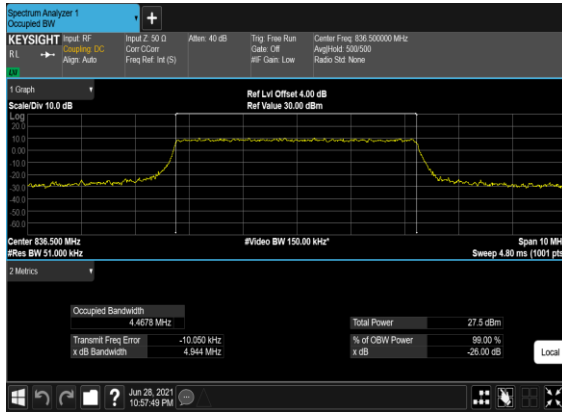 Spectrum Analyzer 1
Occupied BW
+
KEYSIGHT Input: RF Input Z: 50 Ω Atten: 40 dB Trig: Free Run Center Freq: 836.500000 MHz
RL Coupling: DC Corr CCorr Gate: Off Avg|Hold: 500/500
Align: Auto Freq Ref: Int (S) #IF Gain: Low Radio Std: None
LW
1 Graph
Ref Lvl Offset 4.00 dB
Scale/Div 10.0 dB Ref Value 30.00 dBm
Log
20.0
10.0
0.00
-10.0
-20.0
-30.0
-40.0
-50.0
-60.0
Center 836.500 MHz #Video BW 150.00 kHz* Span 10 MH
#Res BW 51.000 kHz Sweep 4.80 ms (1001 pts
2 Metrics
Occupied Bandwidth
4.4678 MHz Total Power 27.5 dBm
Transmit Freq Error -10.050 kHz % of OBW Power 99.00 %
x dB Bandwidth 4.944 MHz x dB -26.00 dB
Local
? Jun 28, 2021
10:57:49 PM